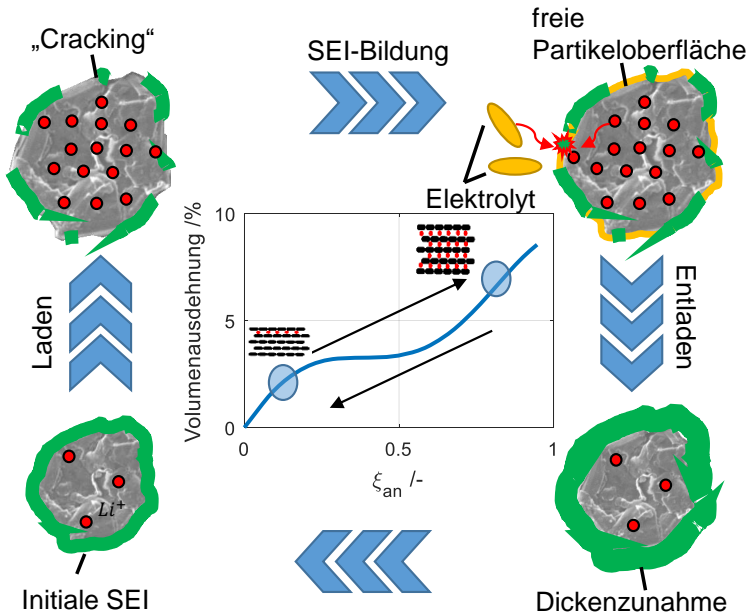 „Cracking“
SEI-Bildung
freie
Partikeloberfläche
Elektrolyt
Laden
Entladen
Volumenausdehnung /%
10
5
0
0
0.5
1
ξan /-
Li+
Initiale SEI
Dickenzunahme